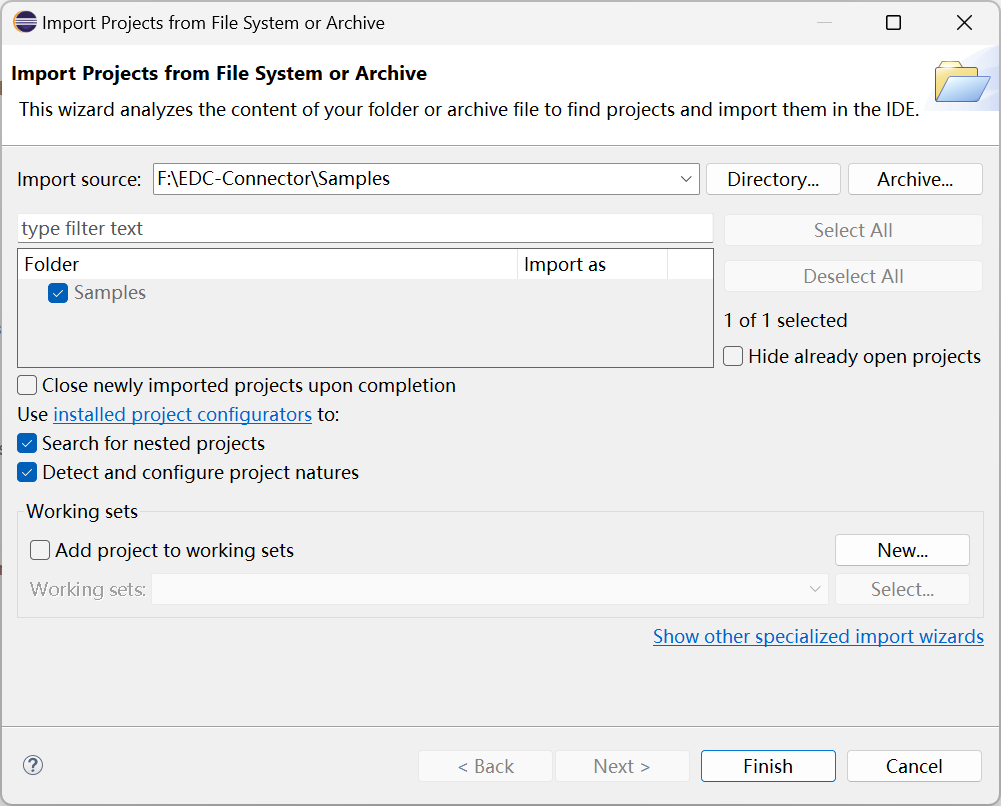 Import Projects from File System or Archive
Import Projects from File System or Archive
This wizard analyzes the content of your folder or archive file to find projects and import them in the IDE.
Import source: F:\EDC-Connector\Samples Directory... Archive...
type filter text Select All
Folder Import as
Deselect All
Samples
1 of 1 selected
Hide already open projects
Close newly imported projects upon completion
Use installed project configurators to:
Search for nested projects
Detect and configure project natures
Working sets
Add project to working sets New...
Working sets: Select...
Show other specialized import wizards
? < Back Next > Finish Cancel